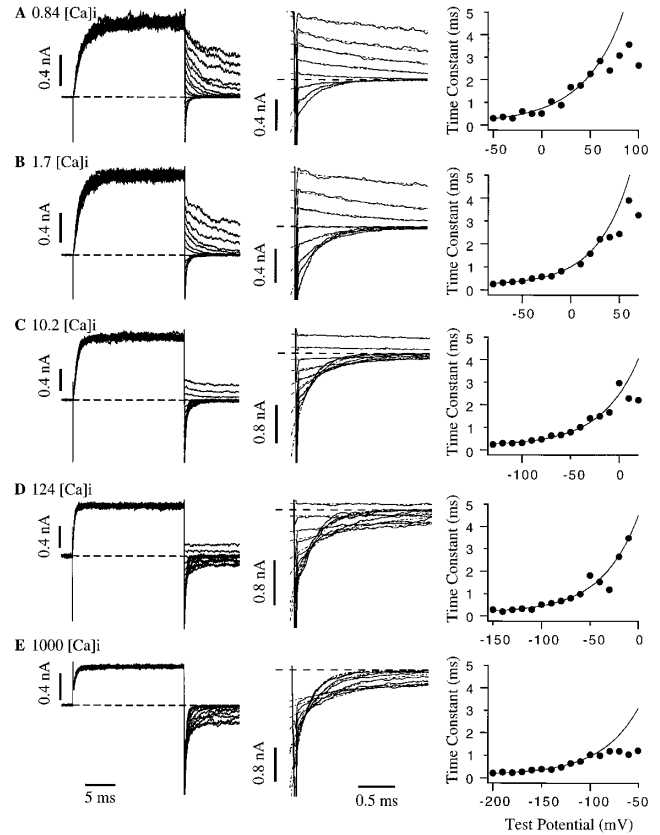 A 0.84 [Ca]i
0.4 nA
0.4 nA
Time Constant (ms)
5
4
3
2
1
0
-50 0 50 100
B 1.7 [Ca]i
0.4 nA
0.4 nA
Time Constant (ms)
5
4
3
2
1
0
-50 0 50
C 10.2 [Ca]i
0.4 nA
0.8 nA
Time Constant (ms)
5
4
3
2
1
0
-100 -50 0
D 124 [Ca]i
0.4 nA
0.8 nA
Time Constant (ms)
5
4
3
2
1
0
-150 -100 -50 0
E 1000 [Ca]i
0.4 nA
0.8 nA
Time Constant (ms)
5
4
3
2
1
0
-200 -150 -100 -50
5 ms
0.5 ms
Test Potential (mV)